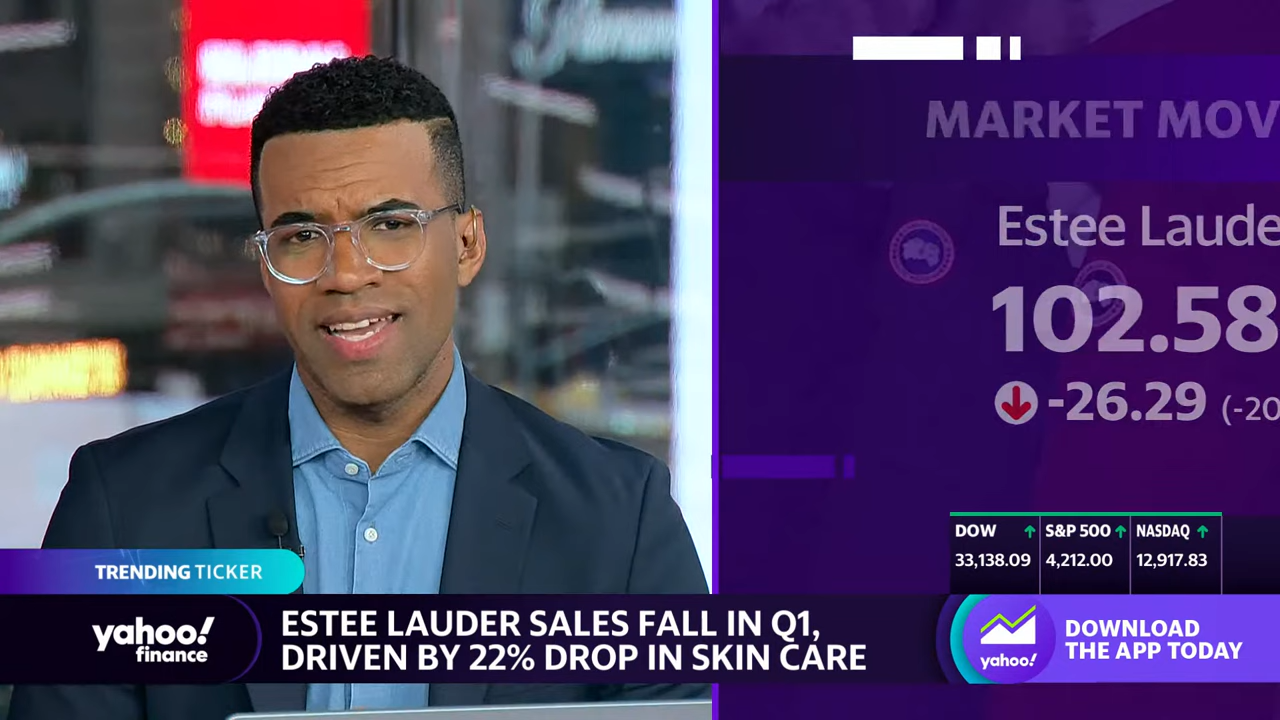 MARKET MOV
Estee Laude
102.58
-26.29 (-20
DOW S&P 500 NASDAQ
33,138.09 4,212.00 12,917.83
TRENDING TICKER
yahoo!
finance
ESTEE LAUDER SALES FALL IN Q1,
DRIVEN BY 22% DROP IN SKIN CARE
yahoo!
DOWNLOAD
THE APP TODAY